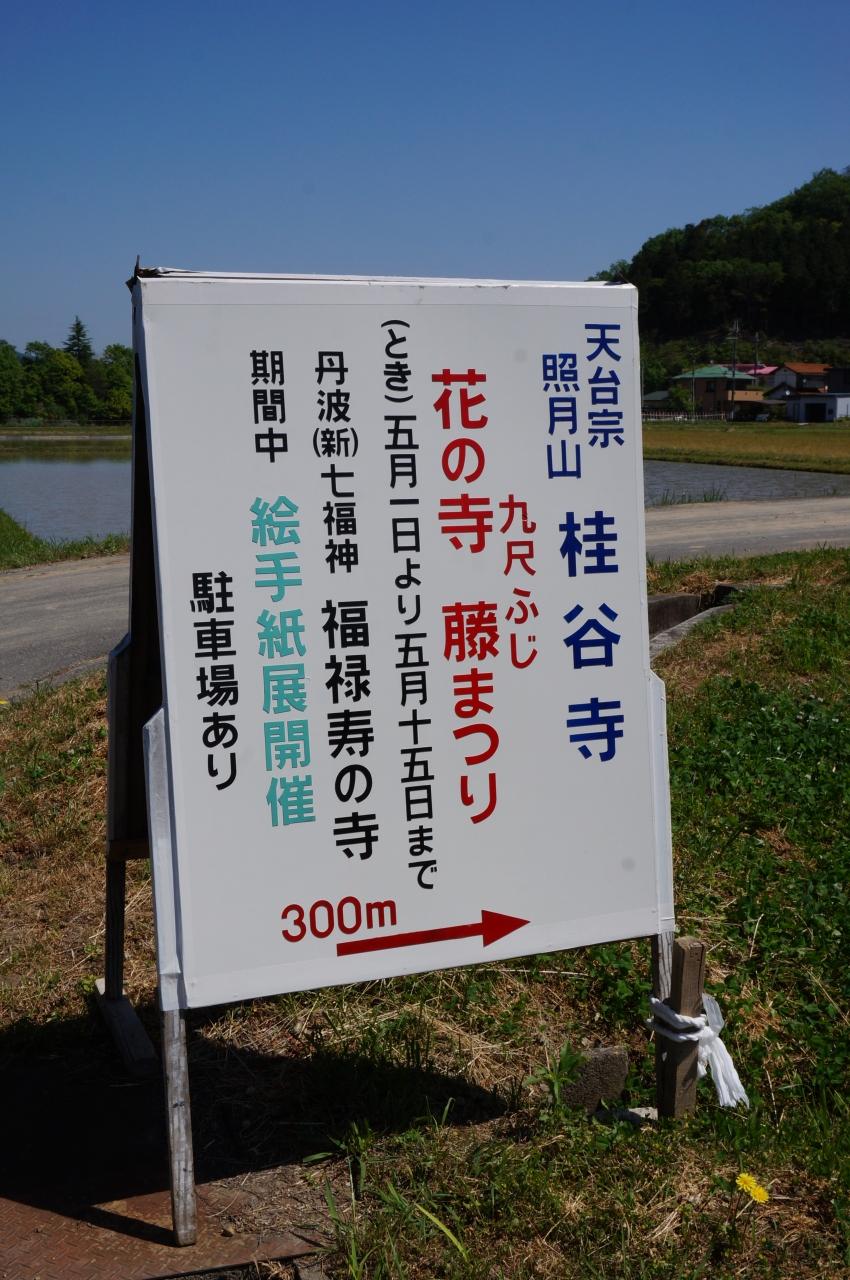 天台宗
照月山 桂谷寺
九尺ふじ
花の寺 藤まつり
(とき)五月一日より五月十五日まで
丹波(新)七福神 福禄寿の寺
期間中 絵手紙展開催
駐車場あり
300m